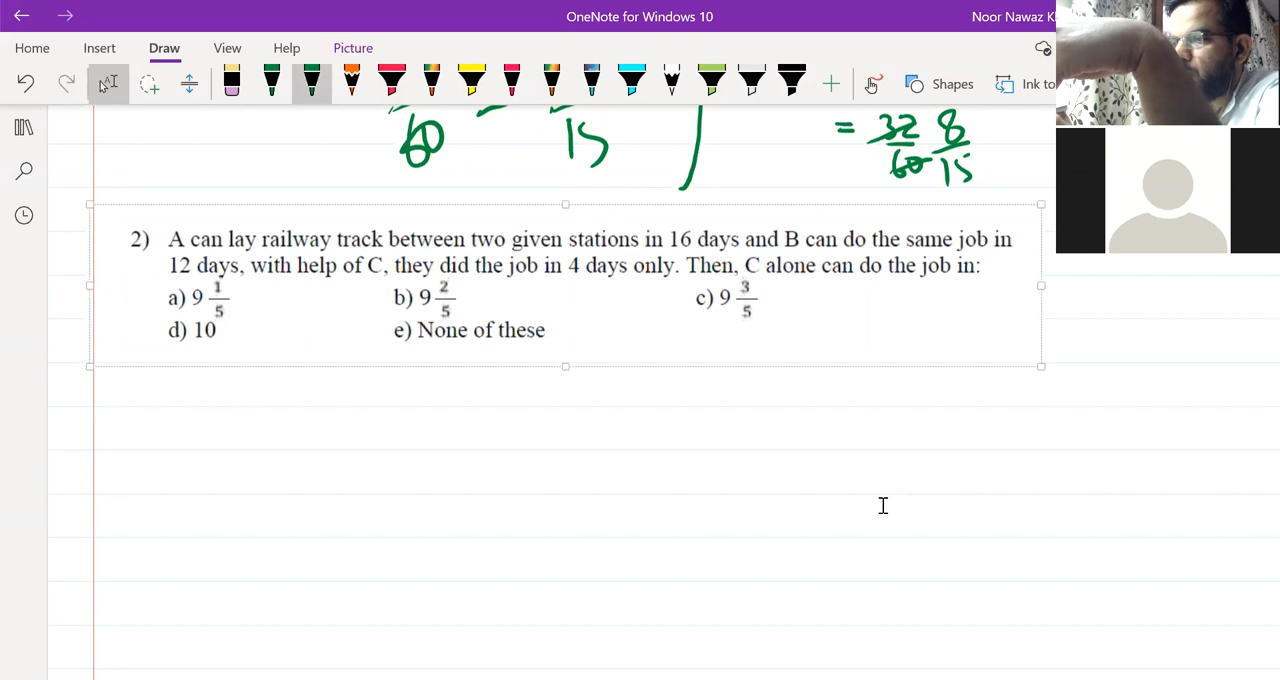 OneNote for Windows 10
Noor Nawaz K
Home Insert Draw View Help Picture
Shapes Ink to
60 = 15
= 32/60 8/15
2) A can lay railway track between two given stations in 16 days and B can do the same job in
12 days, with help of C, they did the job in 4 days only. Then, C alone can do the job in:
a) 9 1/5 b) 9 2/5 c) 9 3/5
d) 10 e) None of these